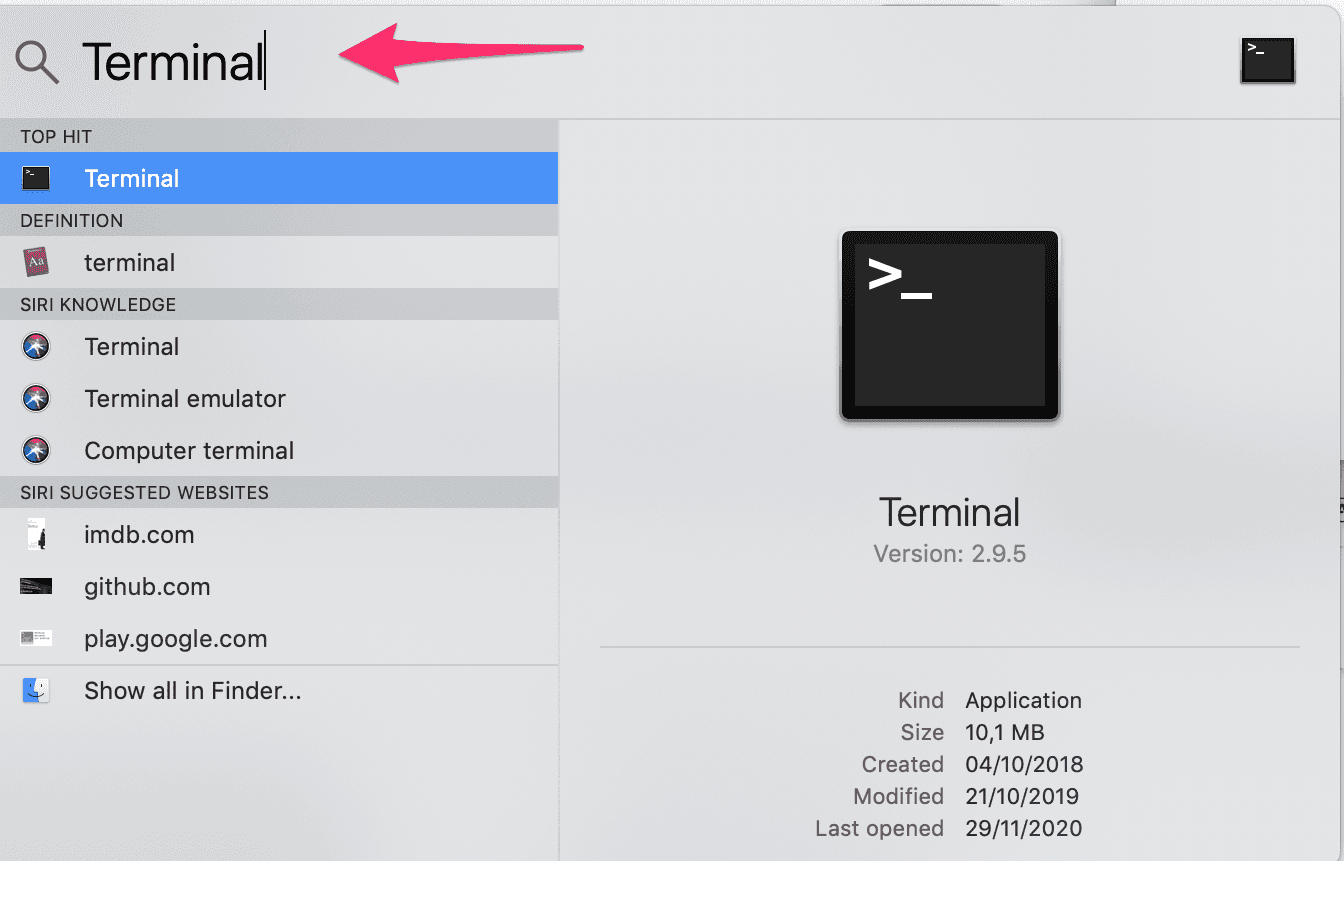 Terminal
>_
TOP HIT
>_ Terminal
DEFINITION
Aa terminal
SIRI KNOWLEDGE
Terminal
Terminal emulator
Computer terminal
SIRI SUGGESTED WEBSITES
imdb.com
github.com
play.google.com
Show all in Finder...
>_
Terminal
Version: 2.9.5
Kind Application
Size 10,1 MB
Created 04/10/2018
Modified 21/10/2019
Last opened 29/11/2020